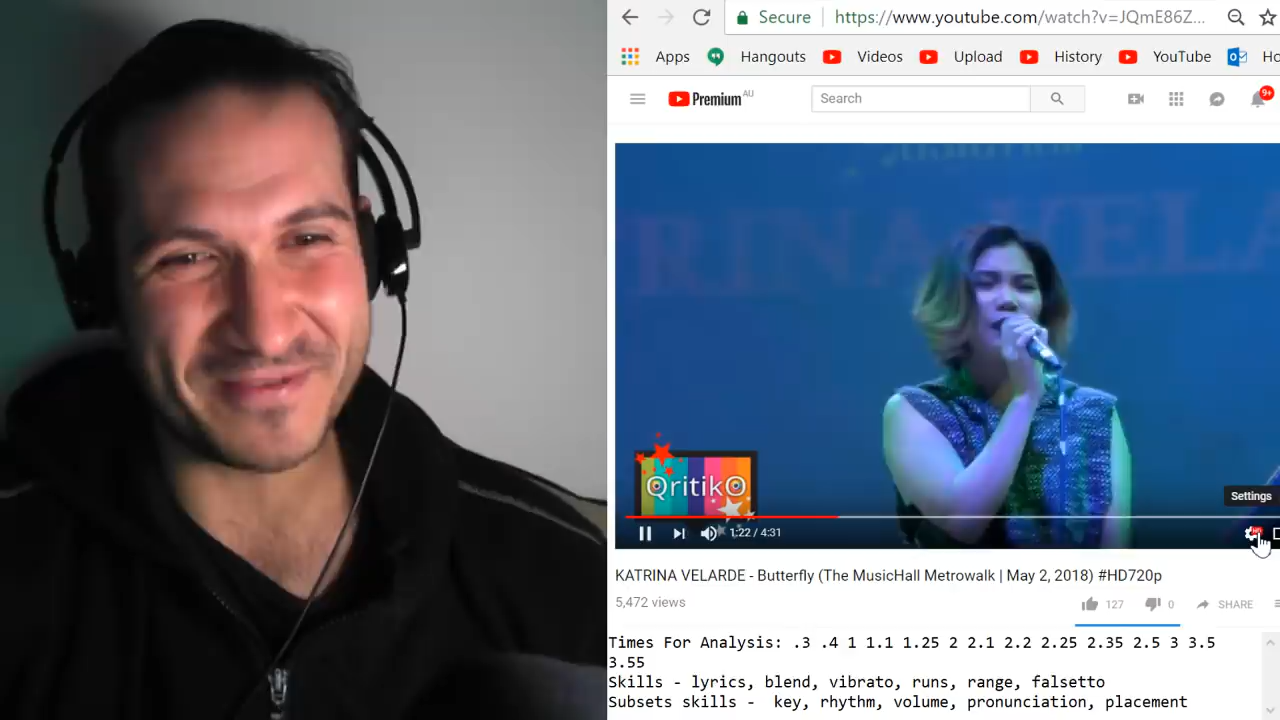 Secure https://www.youtube.com/watch?v=JQmE86Z...
Apps Hangouts Videos Upload History YouTube
Premium AU Search 9+
RINA VELA
QritikO
Settings
1:22 / 4:31
HD
KATRINA VELARDE - Butterfly (The MusicHall Metrowalk | May 2, 2018) #HD720p
5,472 views
127 0 SHARE
Times For Analysis: .3 .4 1 1.1 1.25 2 2.1 2.2 2.25 2.35 2.5 3 3.5
3.55
Skills - lyrics, blend, vibrato, runs, range, falsetto
Subsets skills - key, rhythm, volume, pronunciation, placement